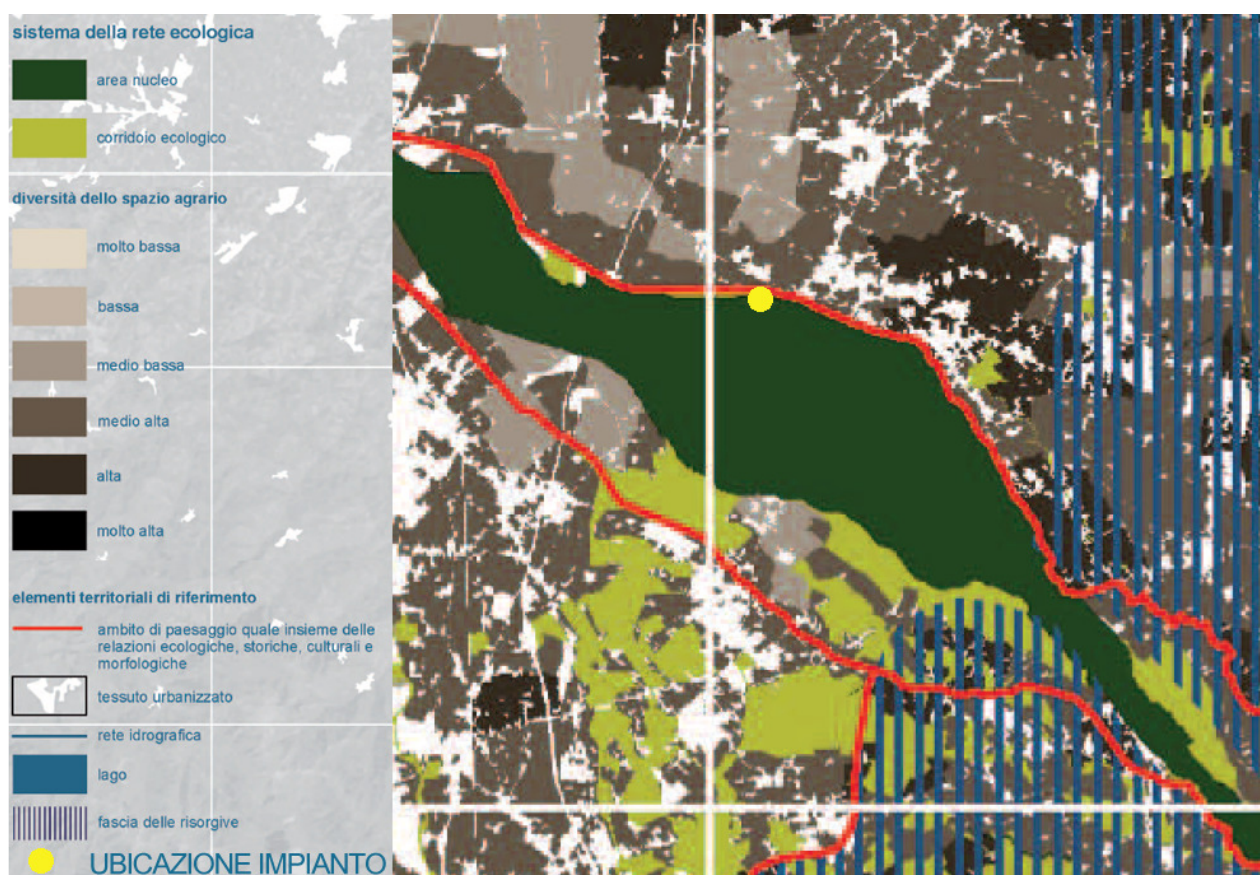 sistema della rete ecologica
area nucleo
corridoio ecologico
diversità dello spazio agrario
molto bassa
bassa
medio bassa
medio alta
alta
molto alta
elementi territoriali di riferimento
ambito di paesaggio quale insieme delle
relazioni ecologiche, storiche, culturali e
morfologiche
tessuto urbanizzato
rete idrografica
lago
fascia delle risorgive
UBICAZIONE IMPIANTO